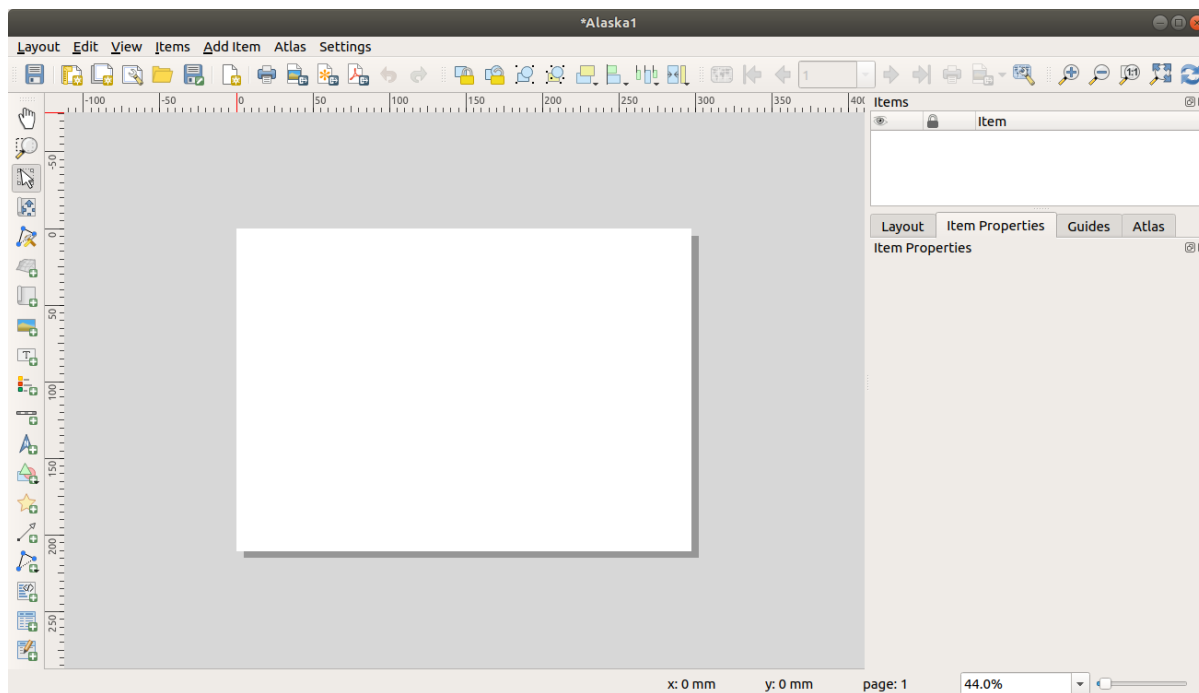 *Alaska1
Layout Edit View Items Add Item Atlas Settings
1:1
1
-100 -50 0 50 100 150 200 250 300 350 400
Items
Item
Layout Item Properties Guides Atlas
Item Properties
-50
0
50
100
150
200
250
T
N
x: 0 mm y: 0 mm page: 1 44.0%